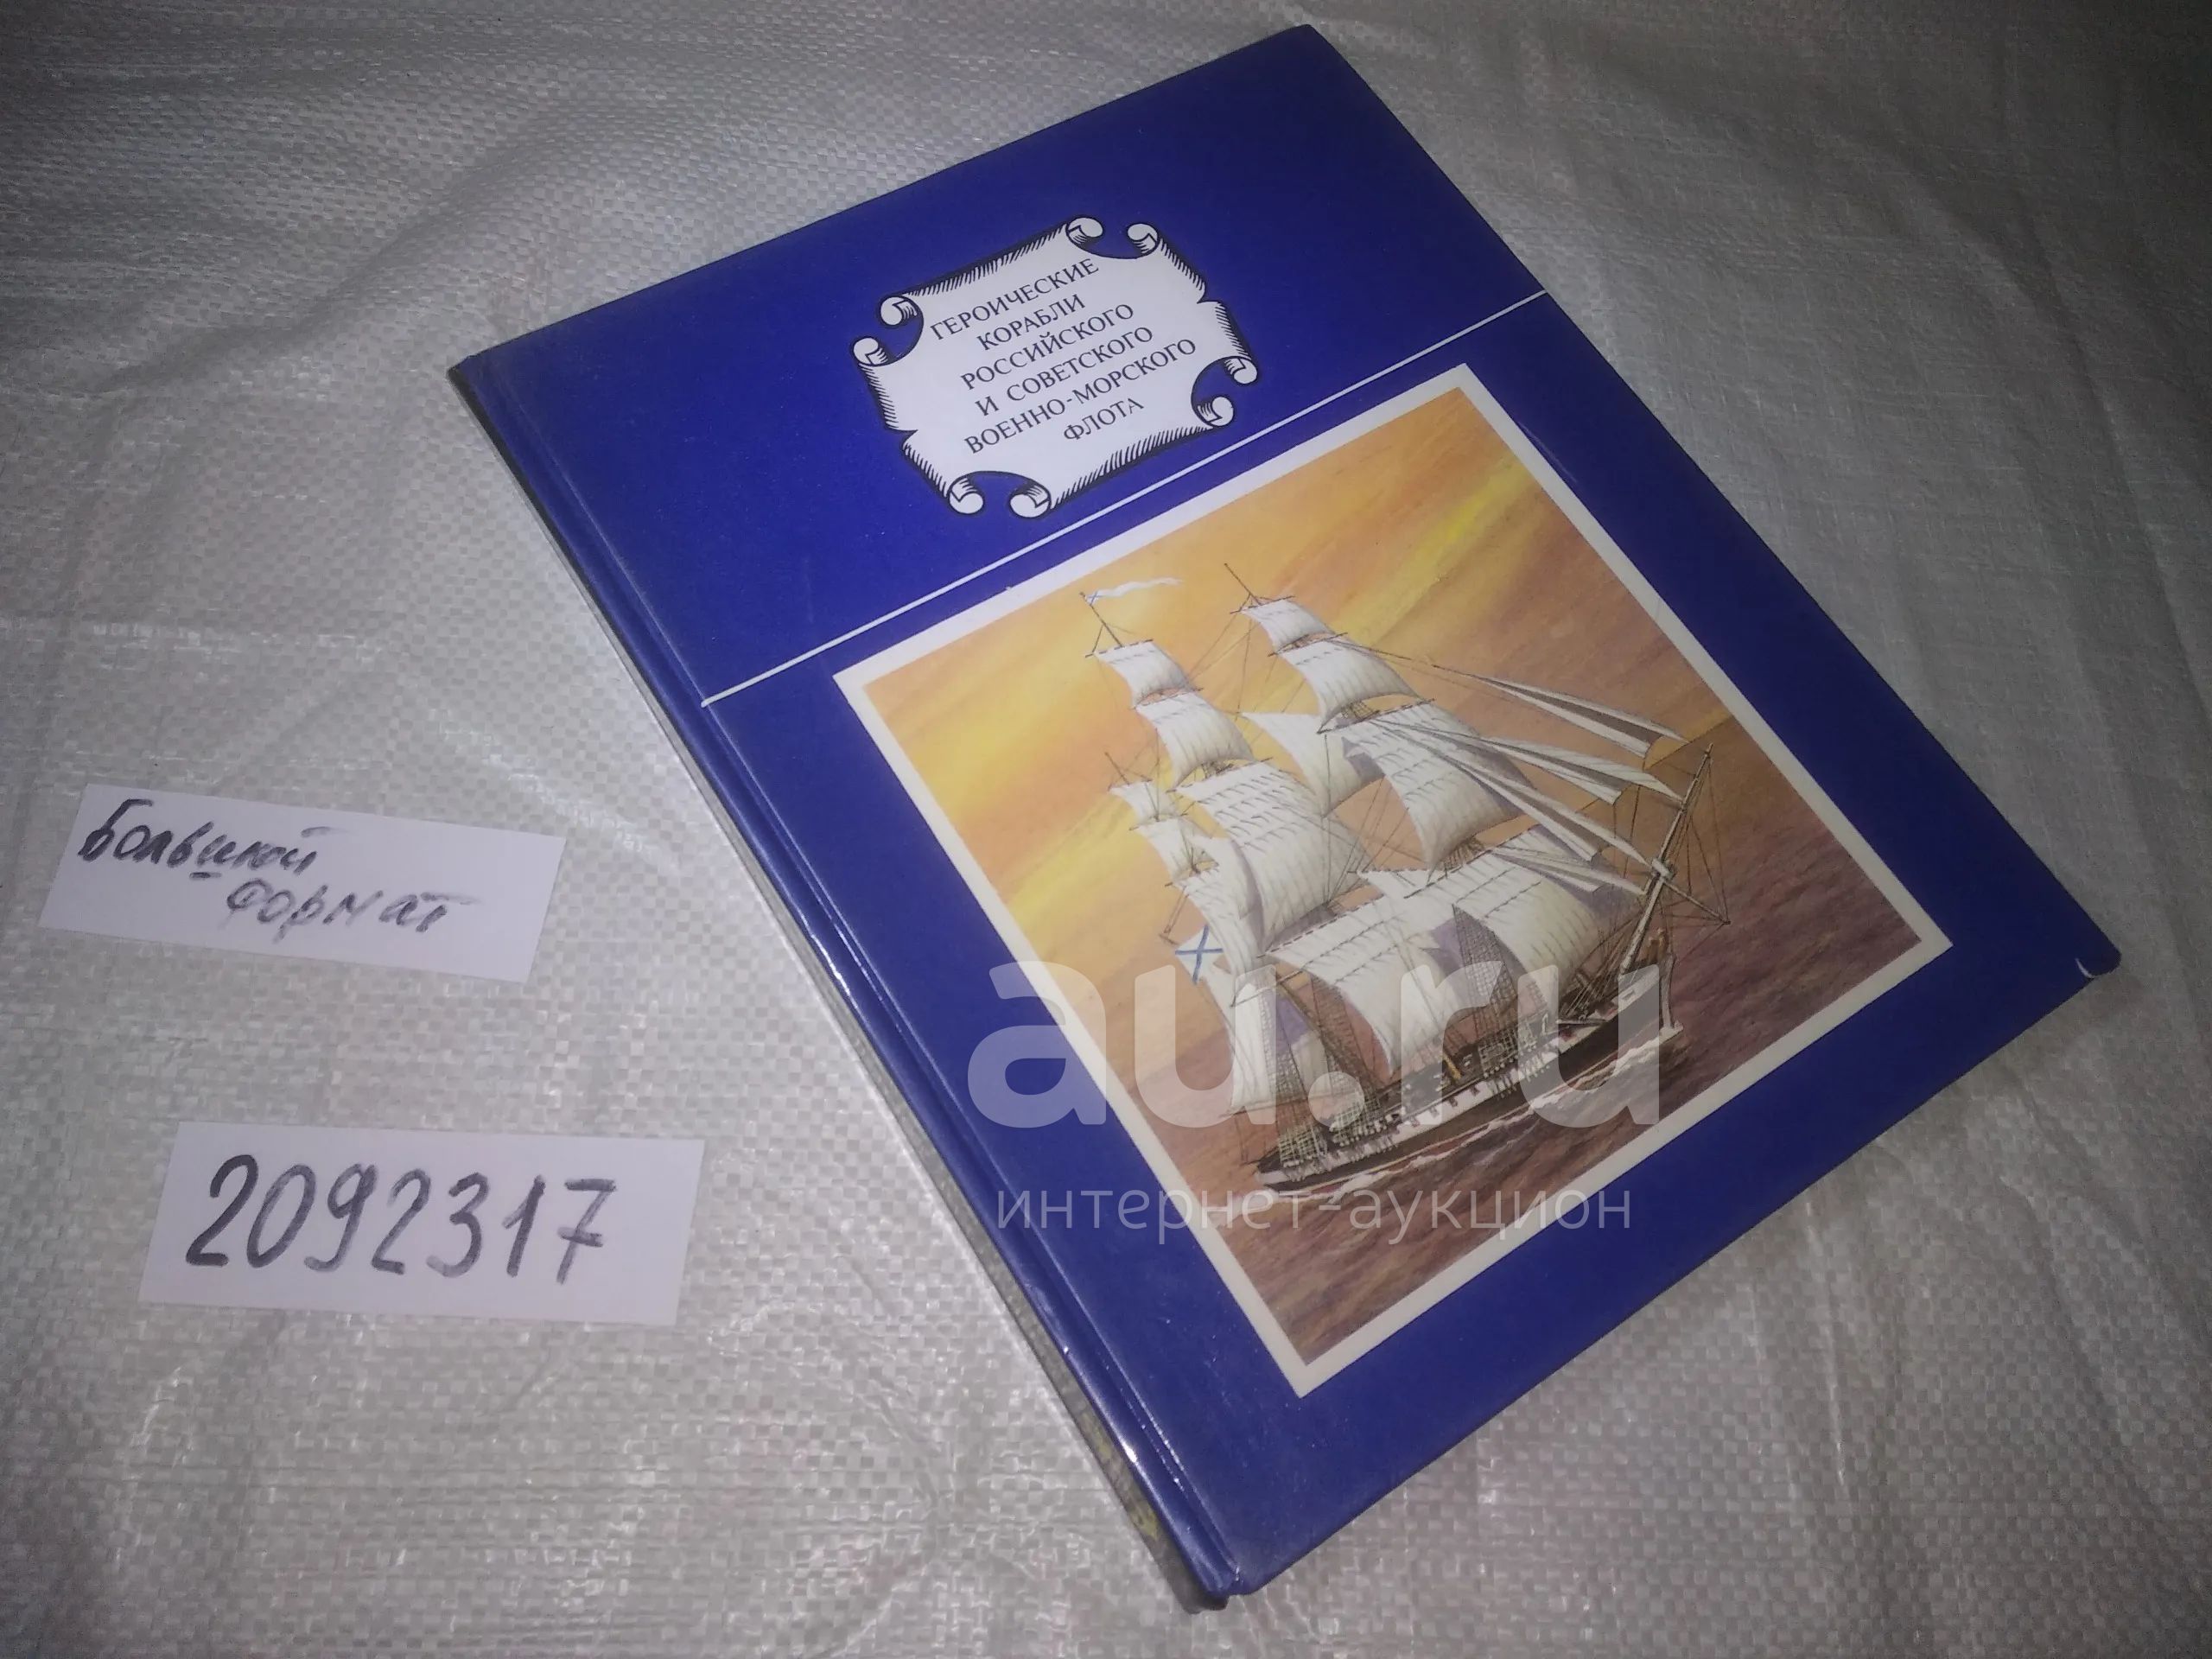 ГЕРОИЧЕСКИЕ
КОРАБЛИ
РОССИЙСКОГО
И СОВЕТСКОГО
ВОЕННО-МОРСКОГО
ФЛОТА
Большой
формат
2092317
au.ru
интернет-аукцион